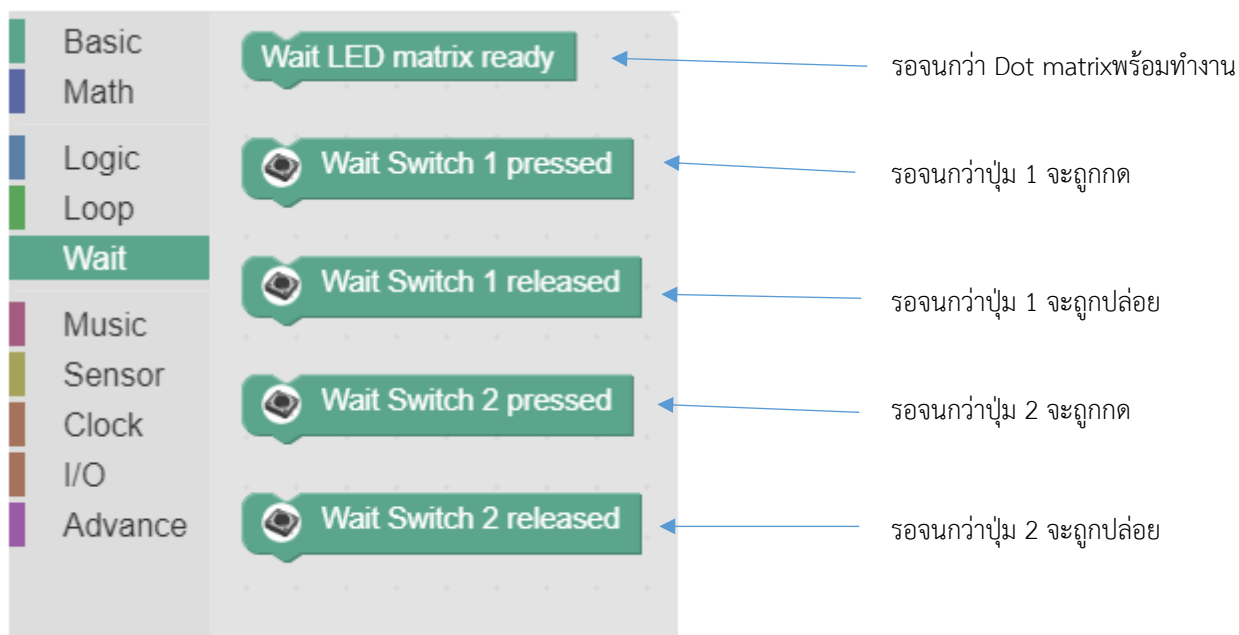 Basic
Math
Logic
Loop
Wait
Music
Sensor
Clock
I/O
Advance
Wait LED matrix ready
รอจนกว่า Dot matrixพร้อมทำงาน
Wait Switch 1 pressed
รอจนกว่าปุ่ม 1 จะถูกกด
Wait Switch 1 released
รอจนกว่าปุ่ม 1 จะถูกปล่อย
Wait Switch 2 pressed
รอจนกว่าปุ่ม 2 จะถูกกด
Wait Switch 2 released
รอจนกว่าปุ่ม 2 จะถูกปล่อย